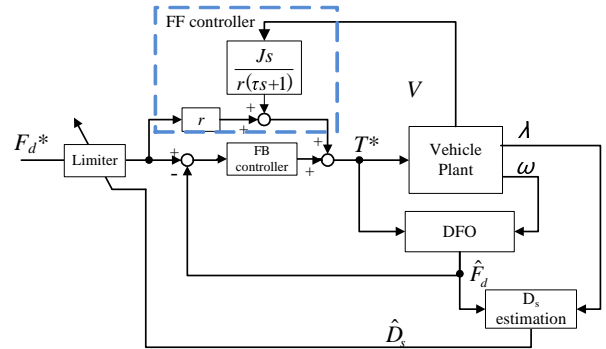 FF controller
Js
r(τs+1)
V
+
r
+
+
F_d*
λ
Limiter
+
-
FB
controller
+
T*
Vehicle
Plant
ω
DFO
F̂_d
D_s
estimation
D̂_s